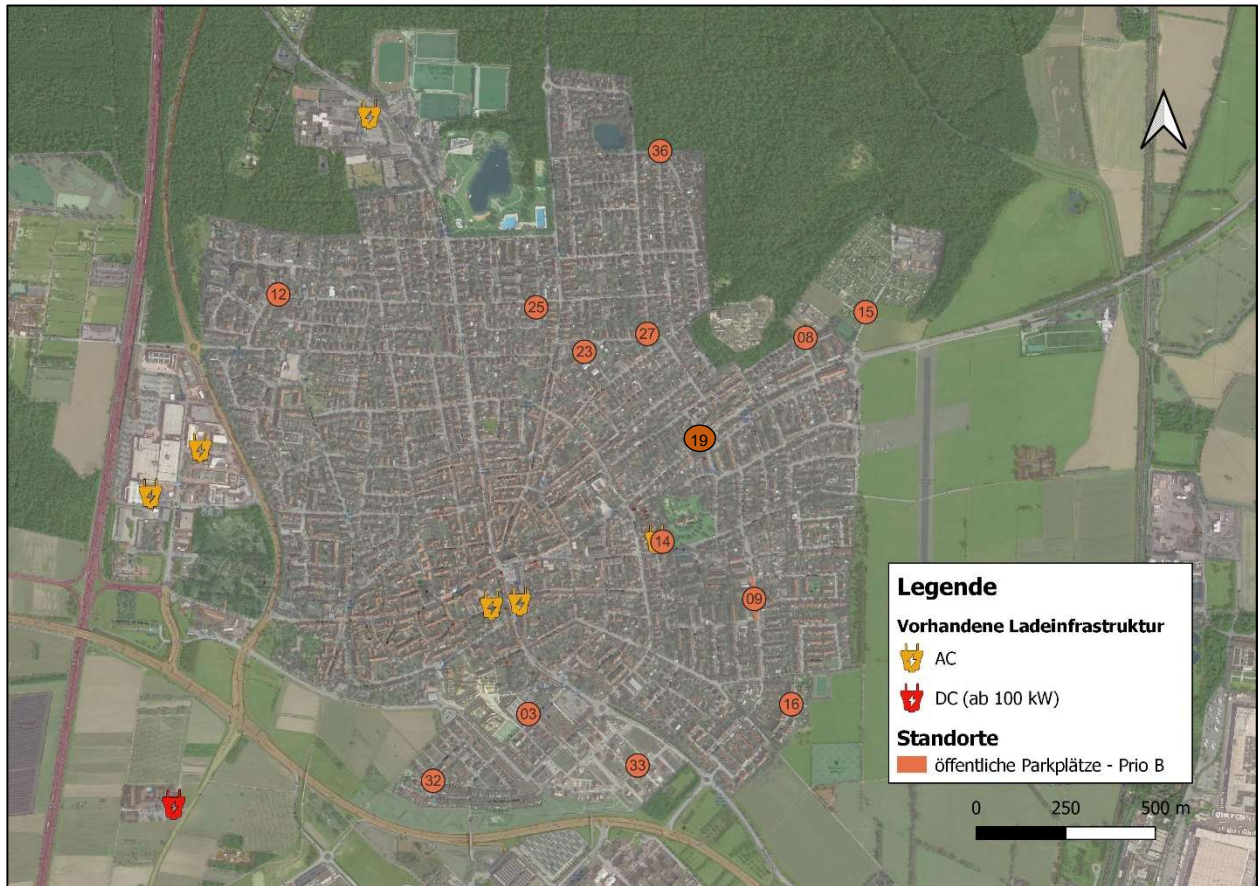 36
12
25
15
27
08
23
19
14
09
16
03
33
32
Legende
Vorhandene Ladeinfrastruktur
AC
DC (ab 100 kW)
Standorte
öffentliche Parkplätze - Prio B
0 250 500 m